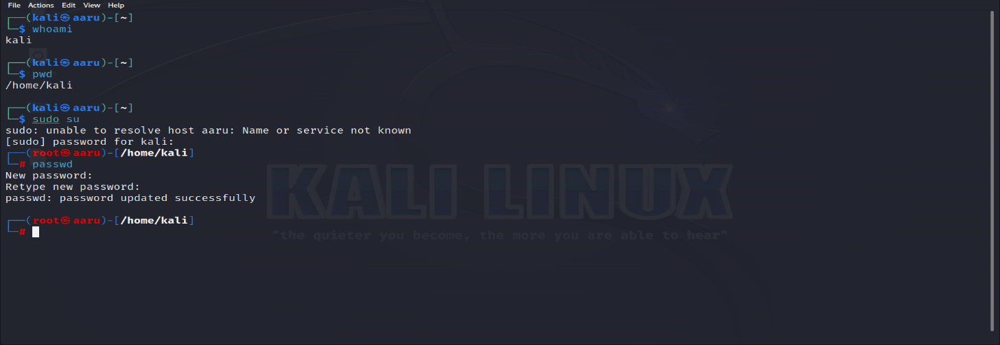 File Actions Edit View Help
┌──(kali㉿aaru)-[~]
└─$ whoami
kali
┌──(kali㉿aaru)-[~]
└─$ pwd
/home/kali
┌──(kali㉿aaru)-[~]
└─$ sudo su
sudo: unable to resolve host aaru: Name or service not known
[sudo] password for kali:
┌──(root㉿aaru)-[/home/kali]
└─# passwd
New password:
Retype new password:
passwd: password updated successfully
┌──(root㉿aaru)-[/home/kali]
└─#
KALI LINUX
"the quieter you become, the more you are able to hear"